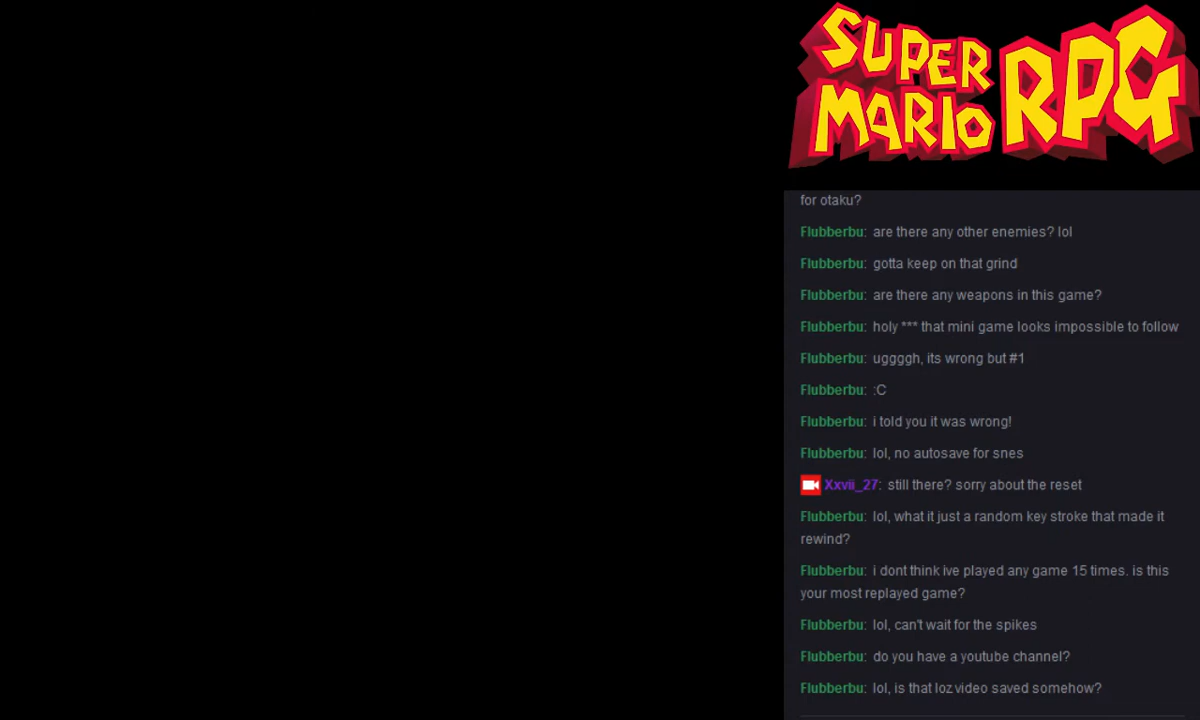 SUPER
MARIO RPG
for otaku?
Flubberbu: are there any other enemies? lol
Flubberbu: gotta keep on that grind
Flubberbu: are there any weapons in this game?
Flubberbu: holy *** that mini game looks impossible to follow
Flubberbu: uggggh, its wrong but #1
Flubberbu: :C
Flubberbu: i told you it was wrong!
Flubberbu: lol, no autosave for snes
Xxvii_27: still there? sorry about the reset
Flubberbu: lol, what it just a random key stroke that made it
rewind?
Flubberbu: i dont think ive played any game 15 times. is this
your most replayed game?
Flubberbu: lol, can't wait for the spikes
Flubberbu: do you have a youtube channel?
Flubberbu: lol, is that loz video saved somehow?